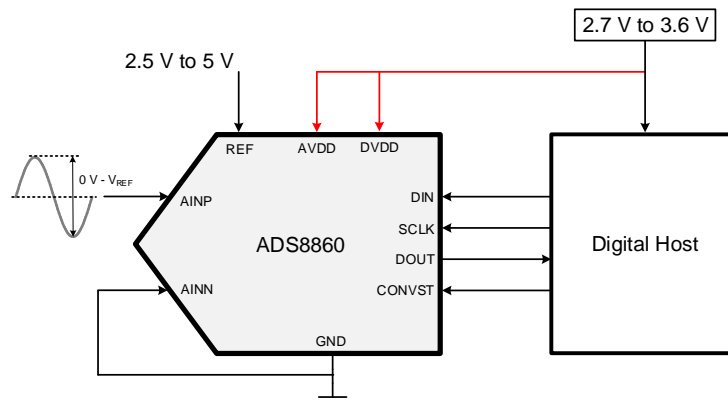 2.7 V to 3.6 V
2.5 V to 5 V
REF
AVDD
DVDD
0 V - VREF
AINP
DIN
SCLK
ADS8860
DOUT
Digital Host
AINN
CONVST
GND